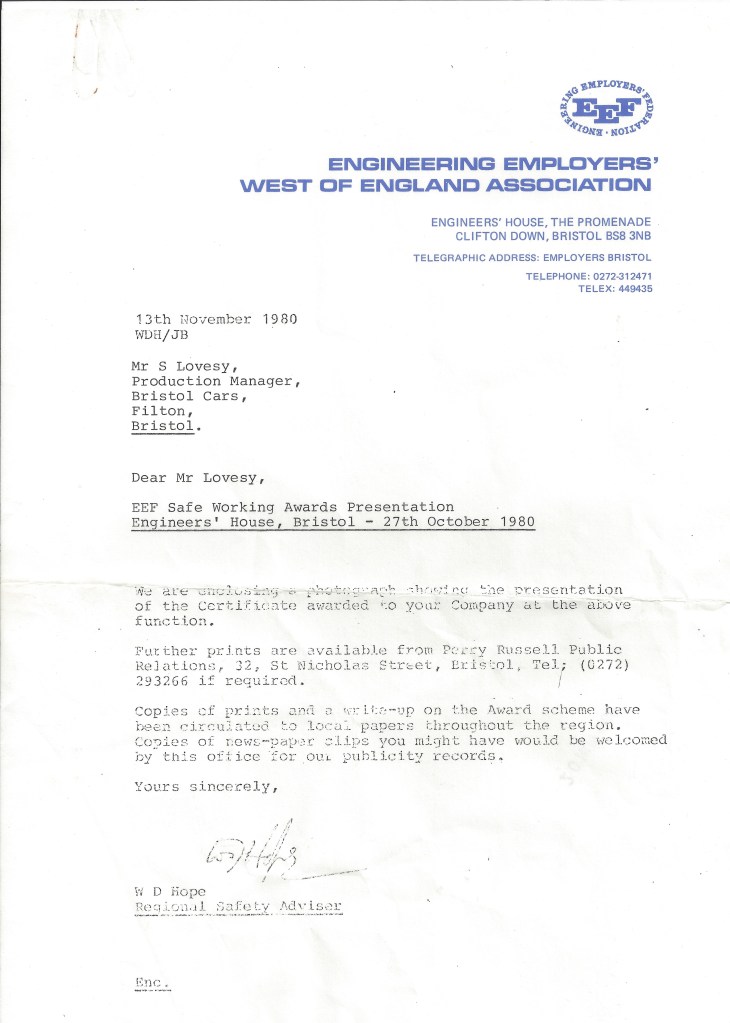 ENGINEERING EMPLOYERS' FEDERATION
EEF
ENGINEERING EMPLOYERS'
WEST OF ENGLAND ASSOCIATION
ENGINEERS' HOUSE, THE PROMENADE
CLIFTON DOWN, BRISTOL BS8 3NB
TELEGRAPHIC ADDRESS: EMPLOYERS BRISTOL
TELEPHONE: 0272-312471
TELEX: 449435
13th November 1980
WDH/JB
Mr S Lovesy,
Production Manager,
Bristol Cars,
Filton,
Bristol.
Dear Mr Lovesy,
EEF Safe Working Awards Presentation
Engineers' House, Bristol - 27th October 1980
We are enclosing a photograph showing the presentation
of the Certificate awarded to your Company at the above
function.
Further prints are available from Perry Russell Public
Relations, 32, St Nicholas Street, Bristol, Tel; (0272)
293266 if required.
Copies of prints and a write-up on the Award scheme have
been circulated to local papers throughout the region.
Copies of news-paper clips you might have would be welcomed
by this office for our publicity records.
Yours sincerely,
WD Hope
W D Hope
Regional Safety Adviser
Enc.